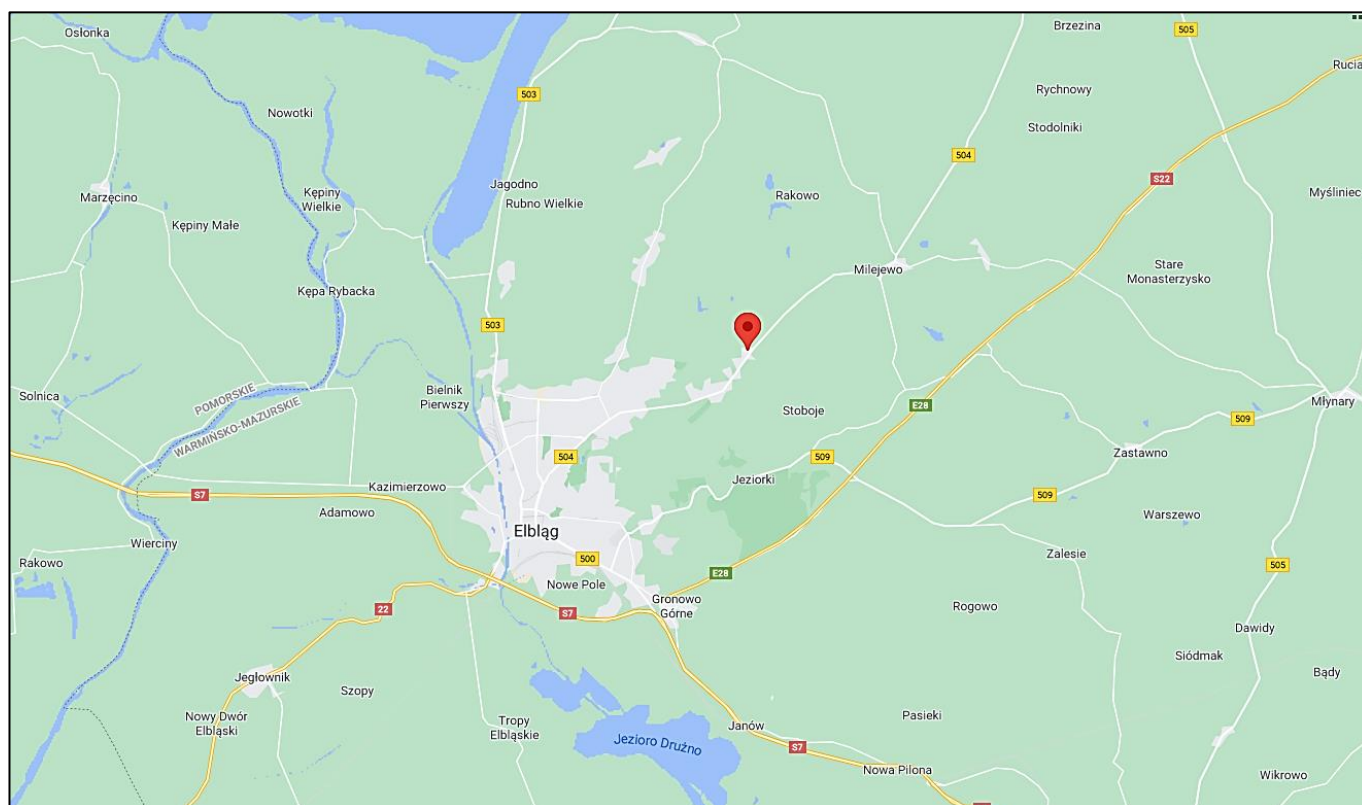 Osłonka
Brzezina
505
Rucia
503
Rychnowy
Nowotki
Stodolniki
504
S22
Jagodno
Rakowo
Myśliniec
Marzęcino
Kępiny
Wielkie
Rubno Wielkie
Kępiny Małe
Milejewo
Stare
Monasterzysko
Kępa Rybacka
503
POMORSKIE
WARMIŃSKO-MAZURSKIE
Solnica
Bielnik
Pierwszy
Stoboje
E28
Młynary
509
504
509
Zastawno
Kazimierzowo
Jeziorki
S7
509
Adamowo
Warszewo
Elbląg
Wierciny
Zalesie
Rakowo
500
505
E28
Nowe Pole
22
S7
Gronowo
Górne
Rogowo
Dawidy
Siódmak
Jegłownik
Bądy
Szopy
Nowy Dwór
Elbląski
Tropy
Elbląskie
Pasieki
Janów
Jezioro Drużno
S7
Nowa Pilona
Wikrowo